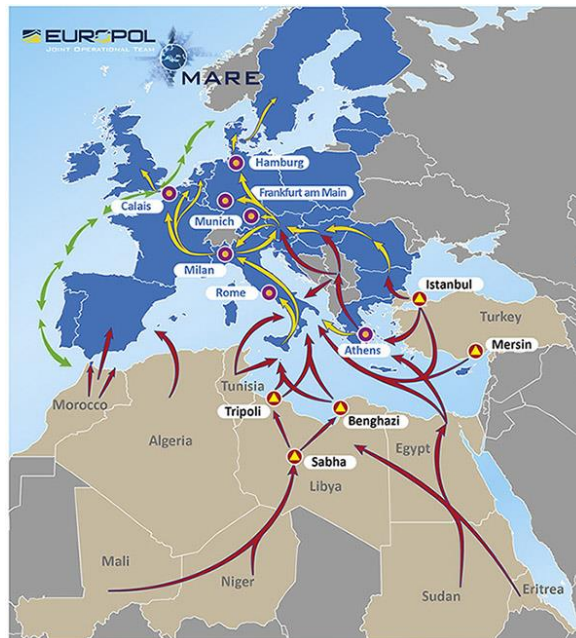 EUROPOL
JOINT OPERATIONAL TEAM
MARE
Hamburg
Frankfurt am Main
Calais
Munich
Milan
Istanbul
Rome
Turkey
Athens
Mersin
Tunisia
Morocco
Tripoli
Benghazi
Algeria
Egypt
Sabha
Libya
Mali
Niger
Sudan
Eritrea